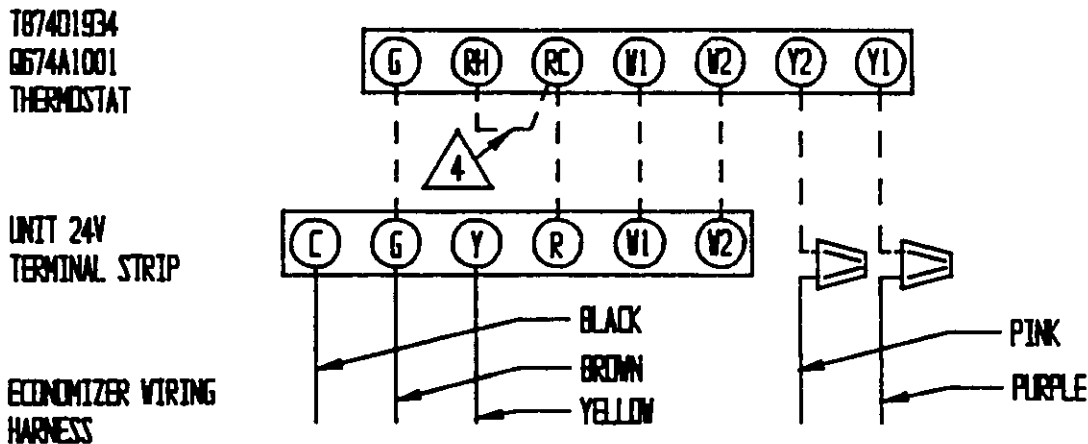 T87401934
Q674A1001
THERMOSTAT
G RH RC W1 W2 Y2 Y1
4
UNIT 24V
TERMINAL STRIP
C G Y R W1 W2
BLACK
BROWN
YELLOW
PINK
PURPLE
ECONOMIZER WIRING
HARNESS